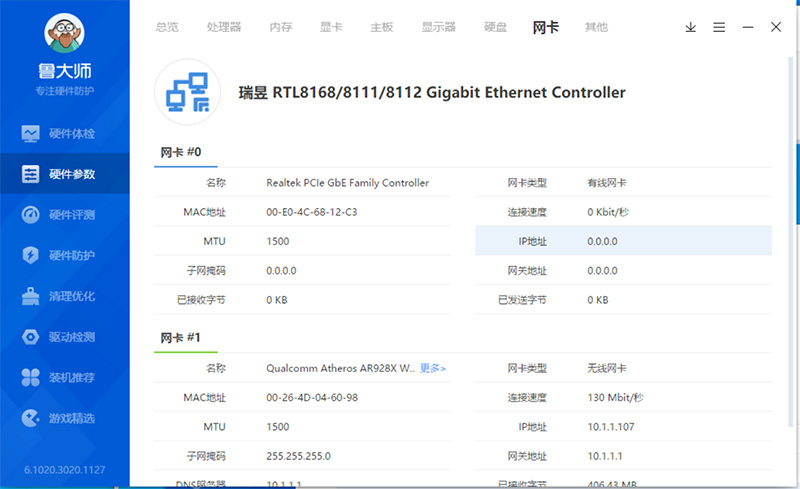 总览 处理器 内存 显卡 主板 显示器 硬盘 网卡 其他
鲁大师
专注硬件防护
硬件体检
硬件参数
硬件评测
硬件防护
清理优化
驱动检测
装机推荐
游戏精选
6.1020.3020.1127
瑞昱 RTL8168/8111/8112 Gigabit Ethernet Controller
网卡 #0
名称 Realtek PCIe GbE Family Controller 网卡类型 有线网卡
MAC地址 00-E0-4C-68-12-C3 连接速度 0 Kbit/秒
MTU 1500 IP地址 0.0.0.0
子网掩码 0.0.0.0 网关地址 0.0.0.0
已接收字节 0 KB 已发送字节 0 KB
网卡 #1
名称 Qualcomm Atheros AR928X W... 更多> 网卡类型 无线网卡
MAC地址 00-26-4D-04-60-98 连接速度 130 Mbit/秒
MTU 1500 IP地址 10.1.1.107
子网掩码 255.255.255.0 网关地址 10.1.1.1
DNS服务器 10.1.1.1 已接收字节 406.43 MB